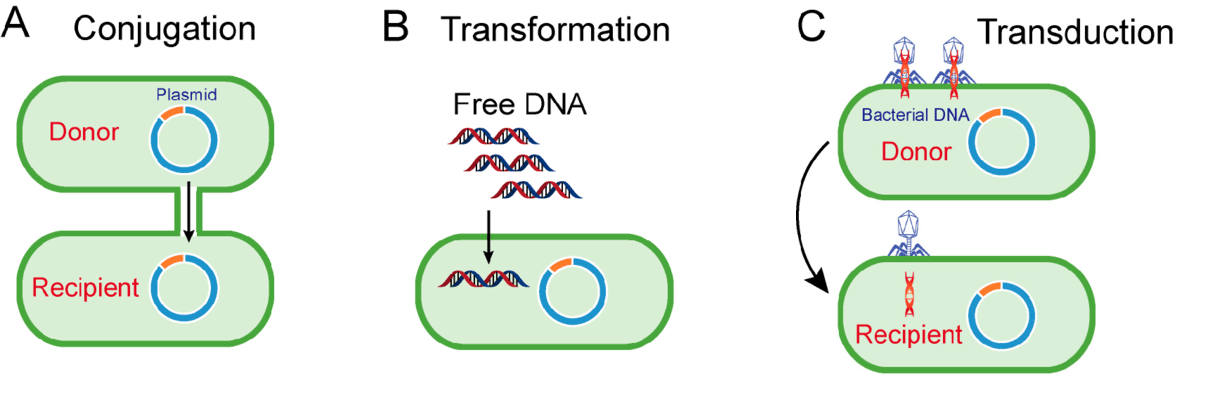 A
Conjugation
Plasmid
Donor
Recipient
B
Transformation
Free DNA
C
Transduction
Bacterial DNA
Donor
Recipient